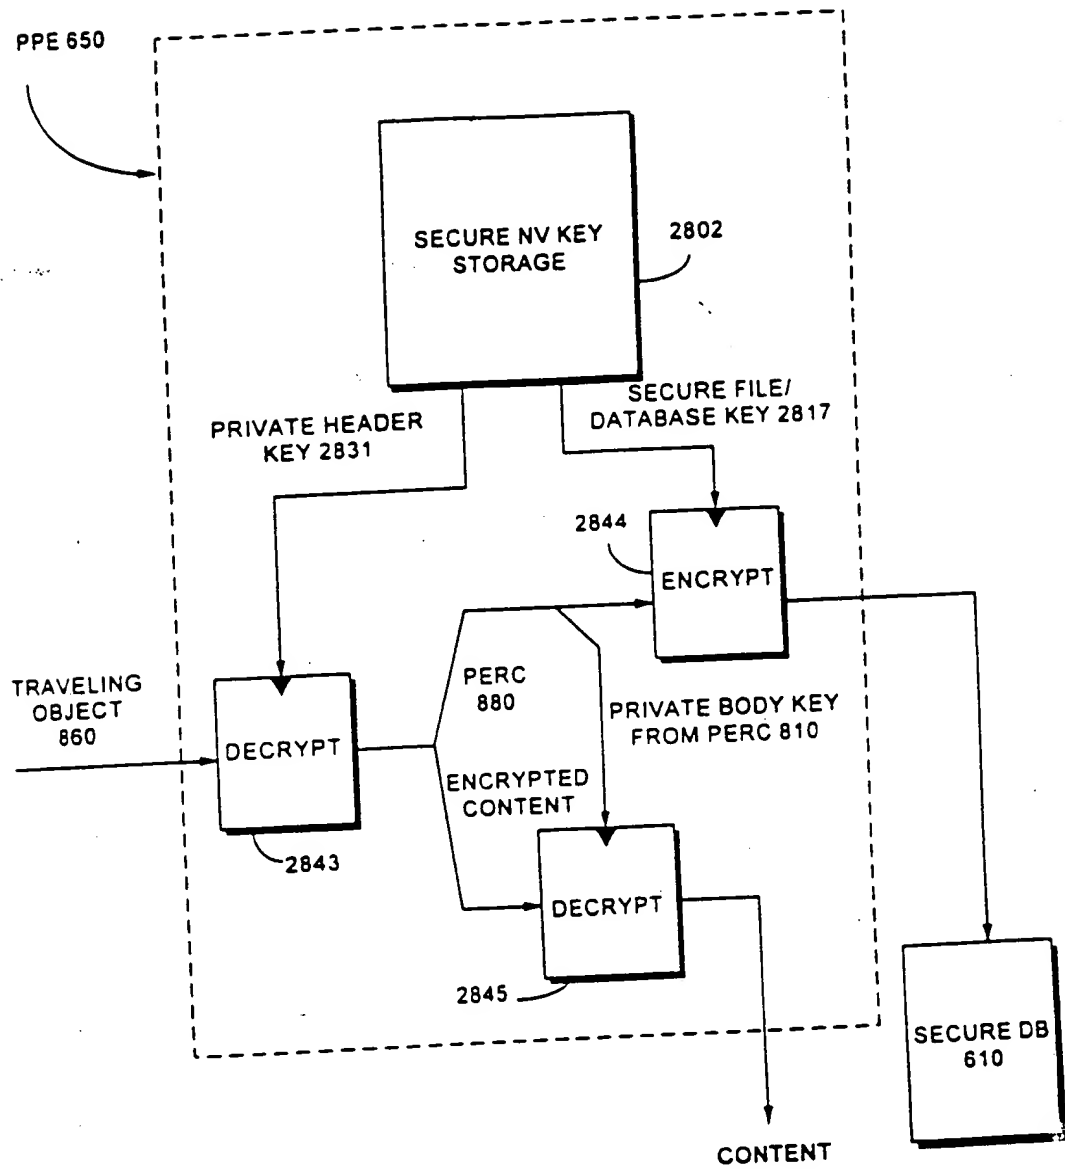 PPE 650
SECURE NV KEY
STORAGE
2802
PRIVATE HEADER
KEY 2831
SECURE FILE/
DATABASE KEY 2817
2844
ENCRYPT
TRAVELING
OBJECT
860
DECRYPT
2843
PERC
880
PRIVATE BODY KEY
FROM PERC 810
ENCRYPTED
CONTENT
DECRYPT
2845
SECURE DB
610
CONTENT